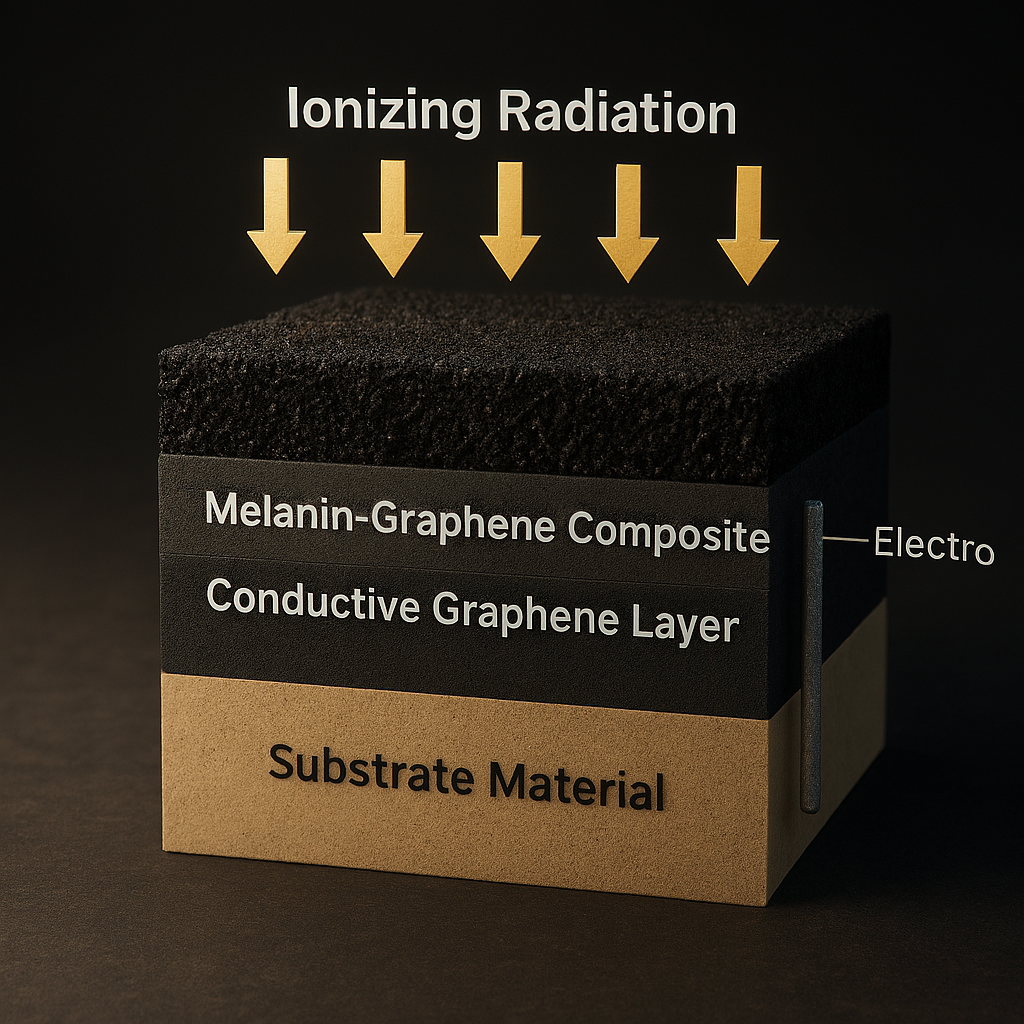 Ionizing Radiation
Melanin-Graphene Composite
Electro
Conductive Graphene Layer
Substrate Material